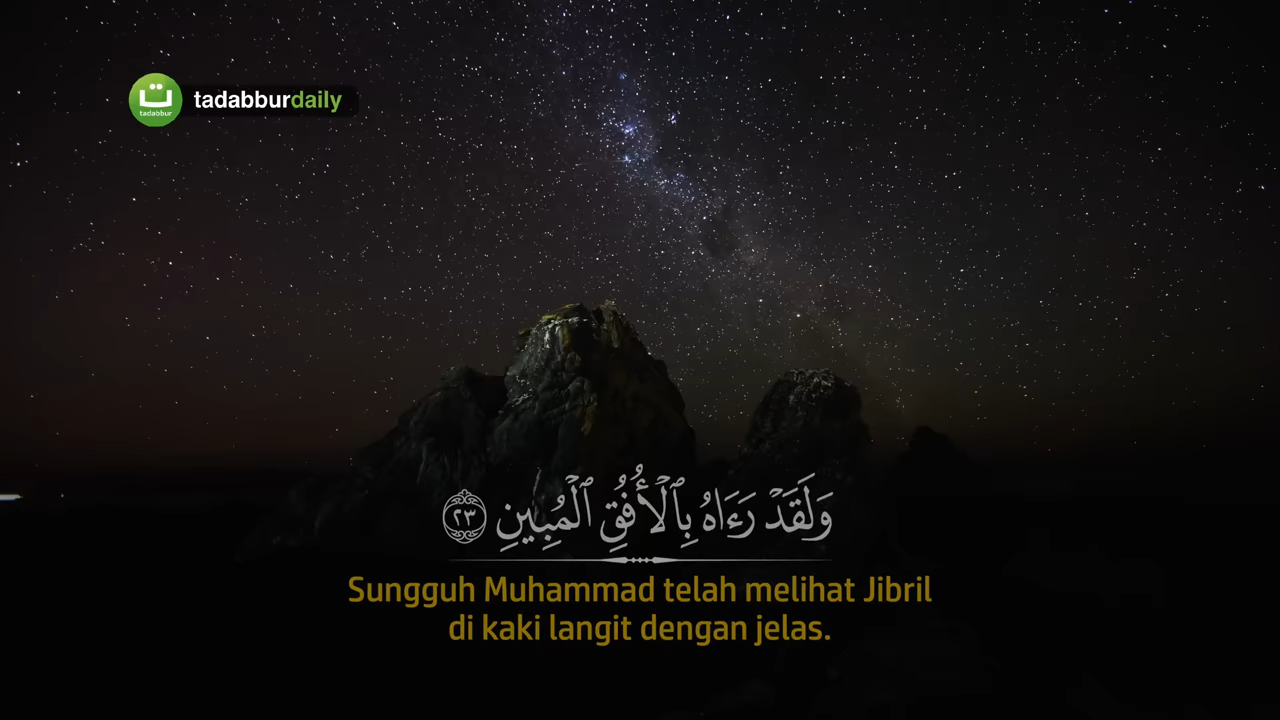 ت
tadabbur
tadabburdaily
وَلَقَدْ رَءَاهُ بِٱلْأُفُقِ ٱلْمُبِينِ ٢٣
Sungguh Muhammad telah melihat Jibril
di kaki langit dengan jelas.